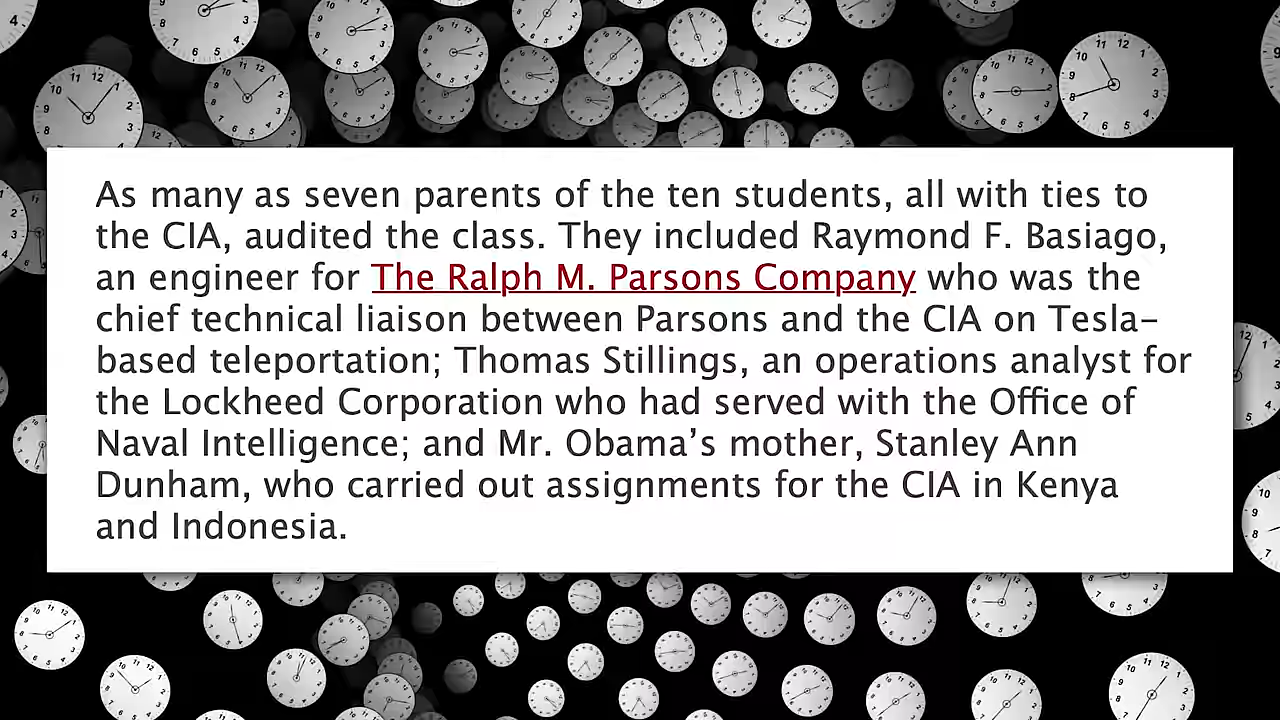 As many as seven parents of the ten students, all with ties to
the CIA, audited the class. They included Raymond F. Basiago,
an engineer for The Ralph M. Parsons Company who was the
chief technical liaison between Parsons and the CIA on Tesla-
based teleportation; Thomas Stillings, an operations analyst for
the Lockheed Corporation who had served with the Office of
Naval Intelligence; and Mr. Obama’s mother, Stanley Ann
Dunham, who carried out assignments for the CIA in Kenya
and Indonesia.